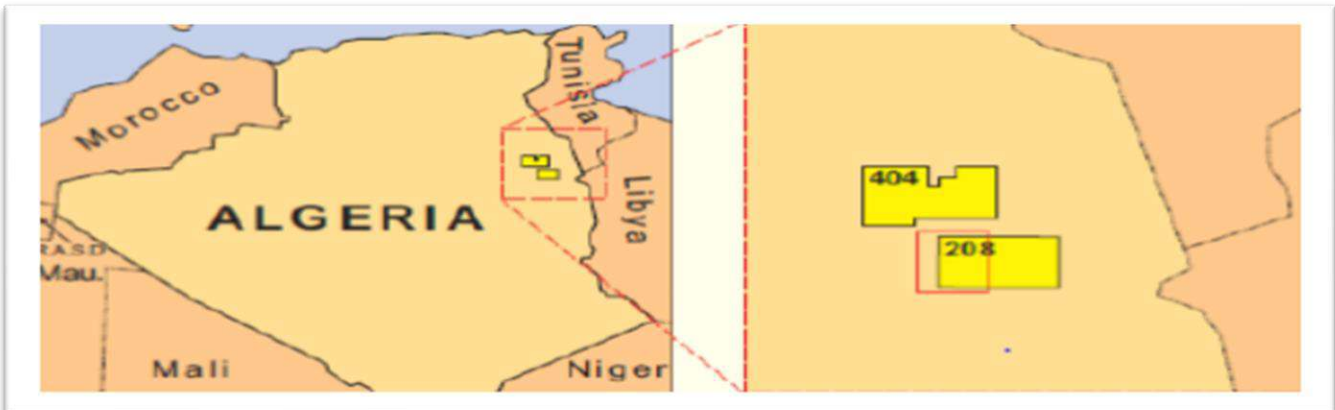 Morocco
Tunisia
ALGERIA
Libya
RASD
Mau.
Mali
Niger
404
208